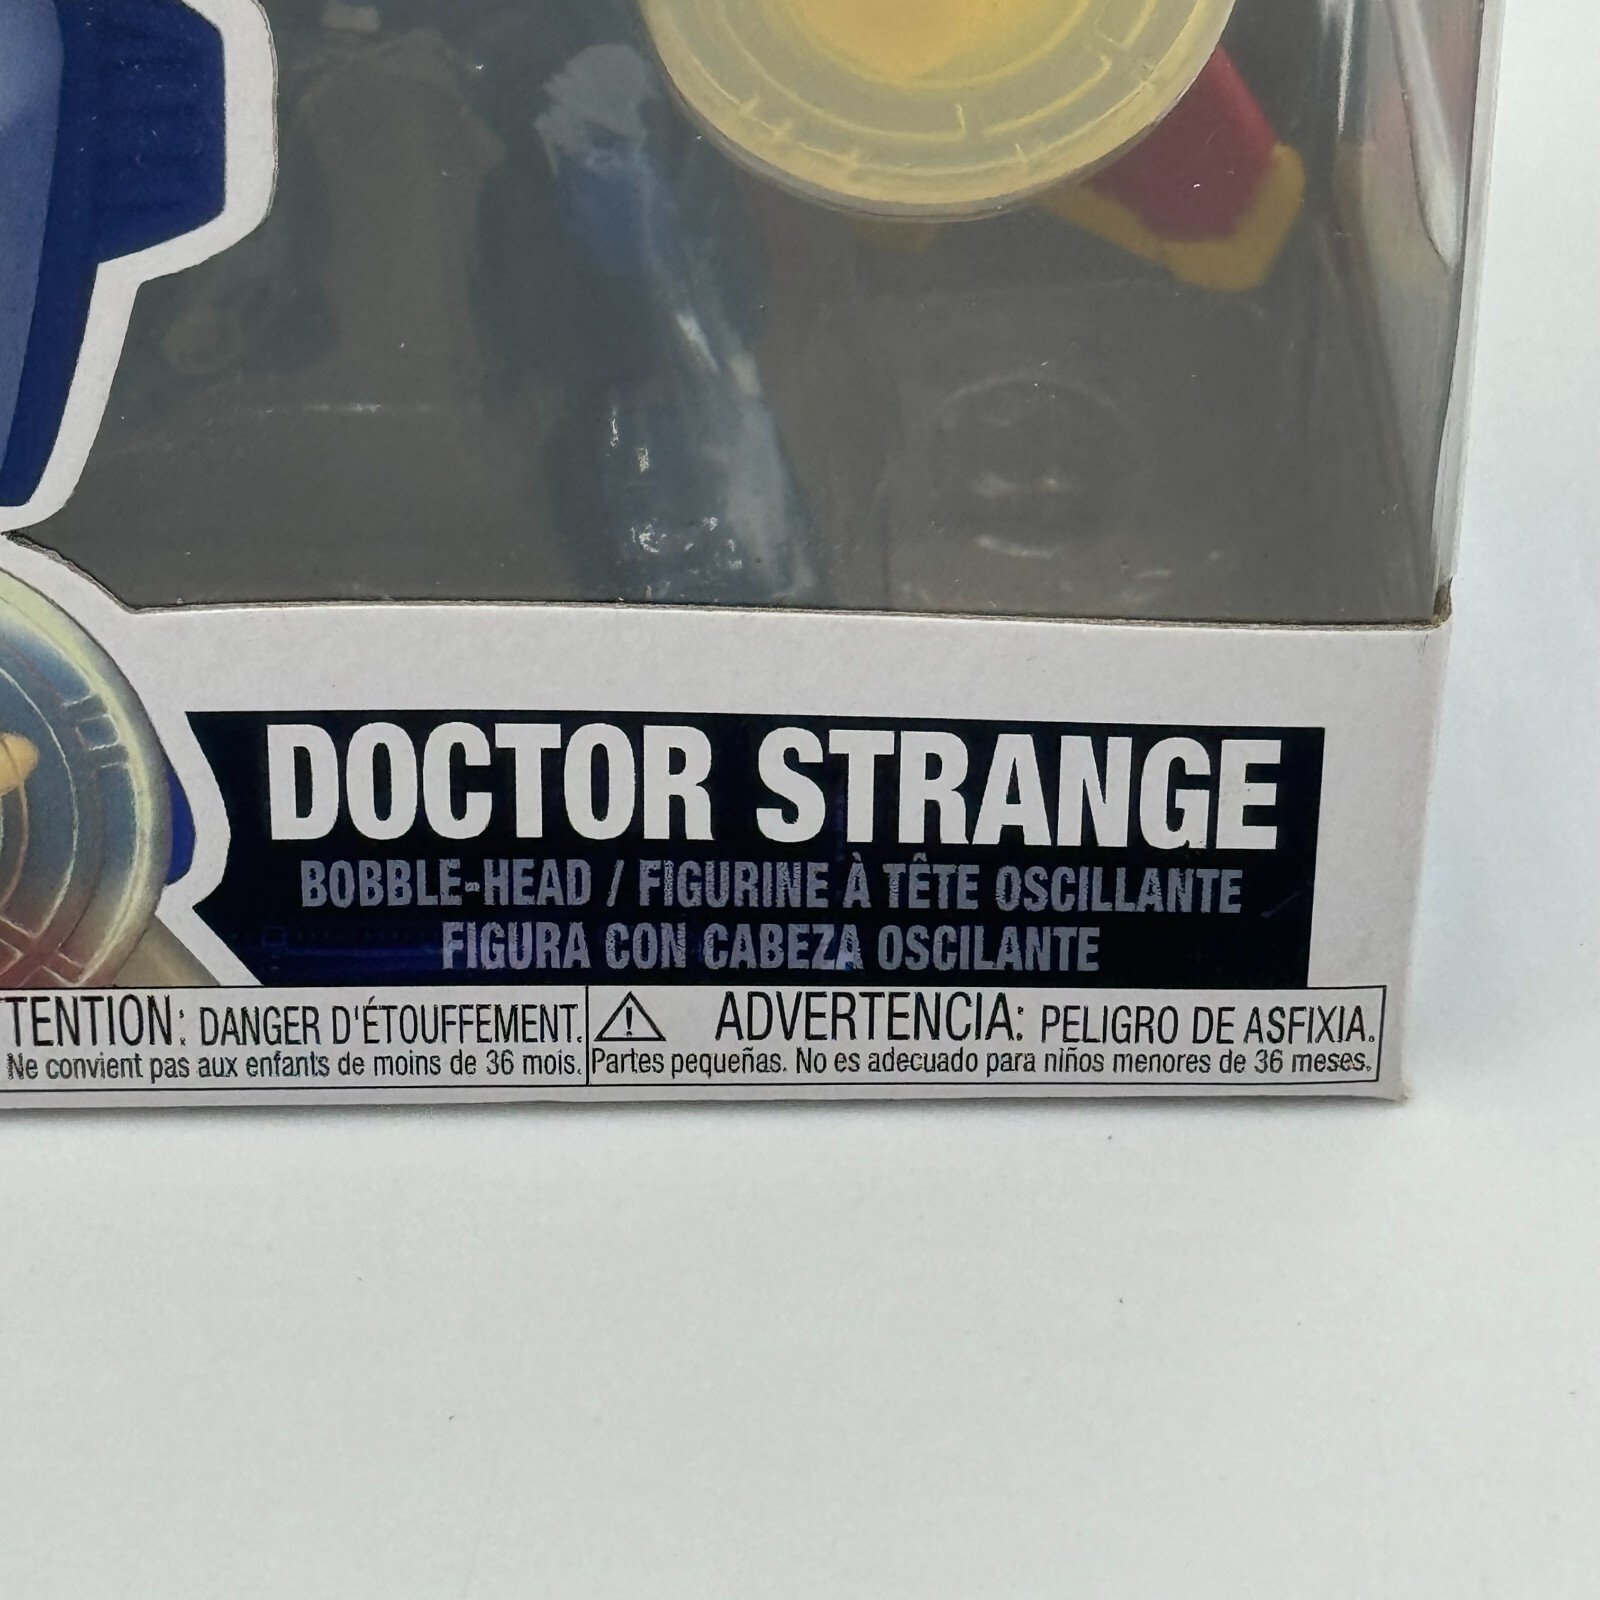 DOCTOR STRANGE
BOBBLE-HEAD / FIGURINE À TÊTE OSCILLANTE
FIGURA CON CABEZA OSCILANTE
TENTION: DANGER D'ÉTOUFFEMENT.
Ne convient pas aux enfants de moins de 36 mois.
ADVERTENCIA: PELIGRO DE ASFIXIA.
Partes pequeñas. No es adecuado para niños menores de 36 meses.